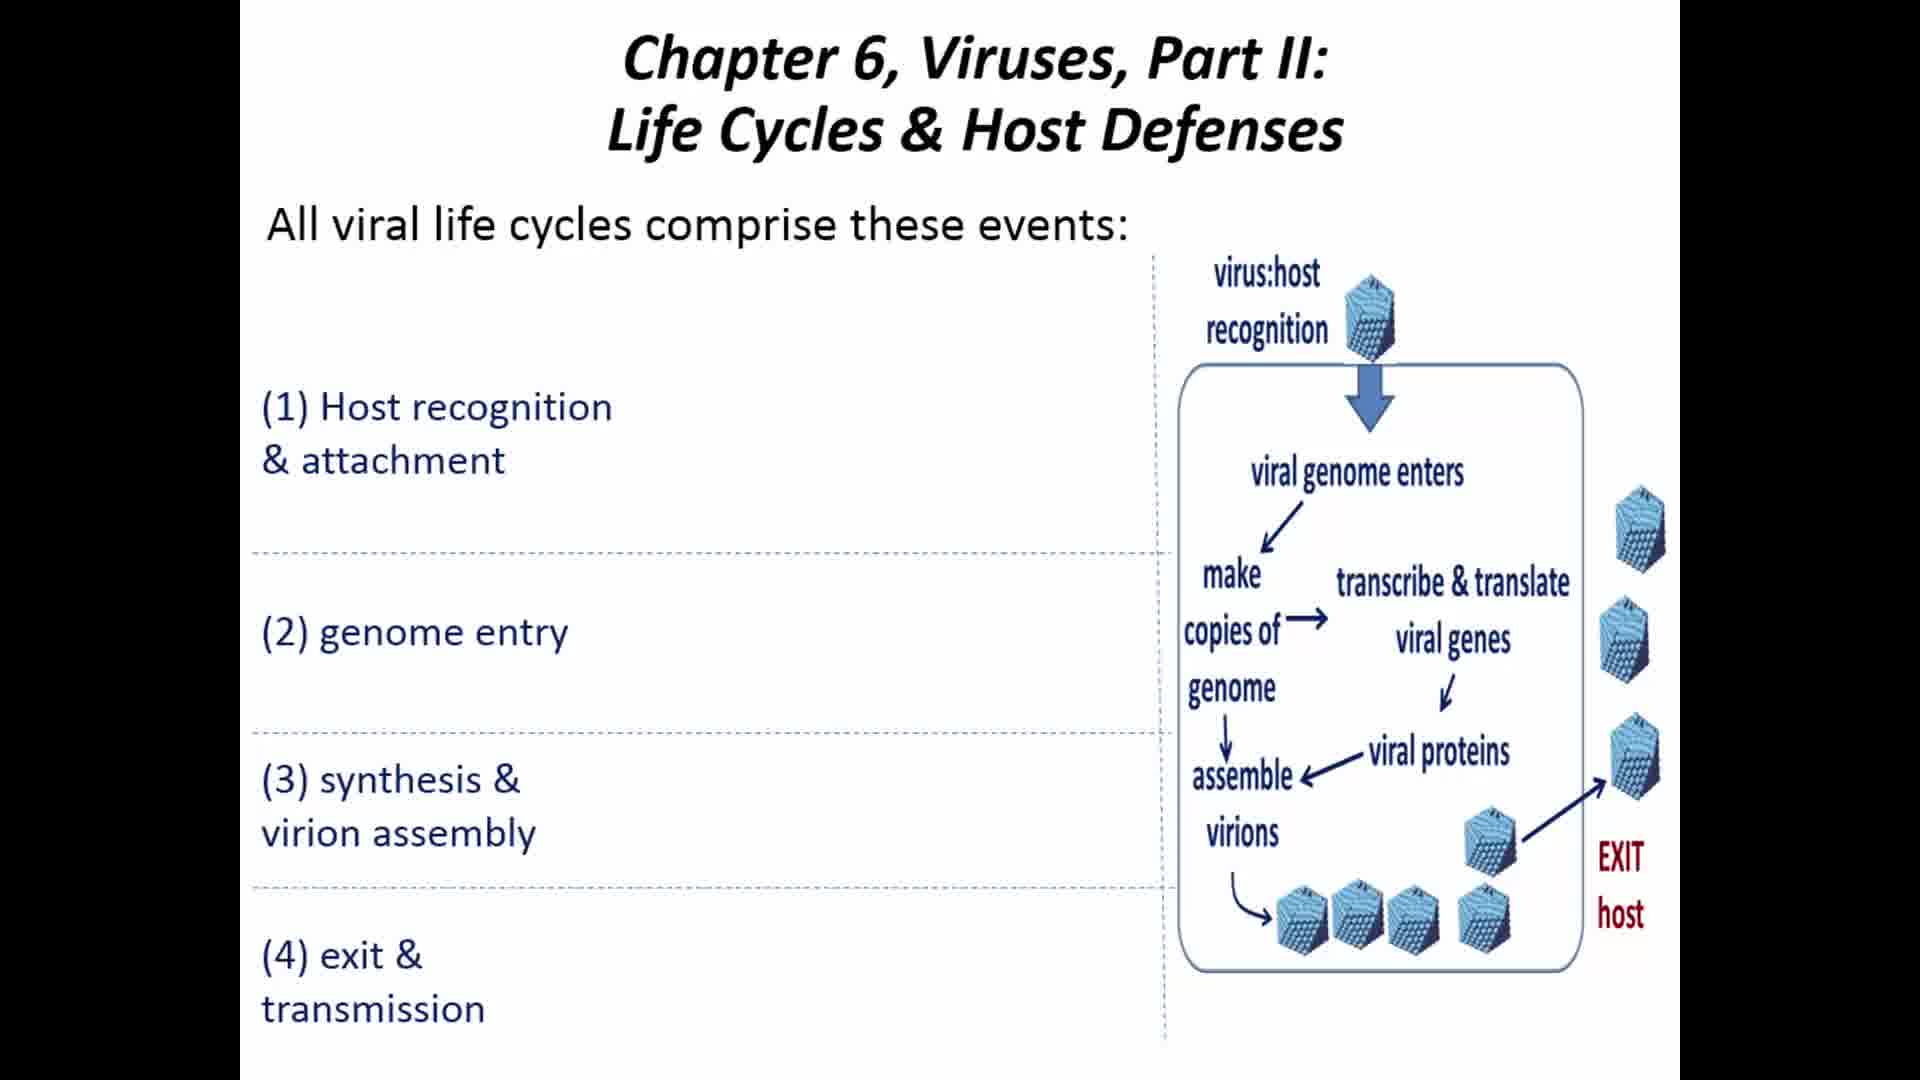 Chapter 6, Viruses, Part II:
Life Cycles & Host Defenses
All viral life cycles comprise these events:
(1) Host recognition
& attachment
(2) genome entry
(3) synthesis &
virion assembly
(4) exit &
transmission
virus:host
recognition
viral genome enters
make
copies of
genome
transcribe & translate
viral genes
viral proteins
assemble
virions
EXIT
host